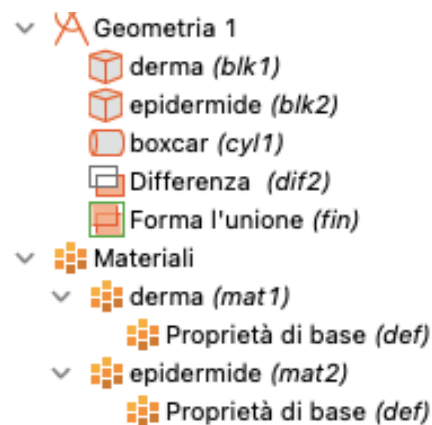 Geometria 1
derma (blk1)
epidermide (blk2)
boxcar (cyl1)
Differenza (dif2)
Forma l'unione (fin)
Materiali
derma (mat1)
Proprietà di base (def)
epidermide (mat2)
Proprietà di base (def)